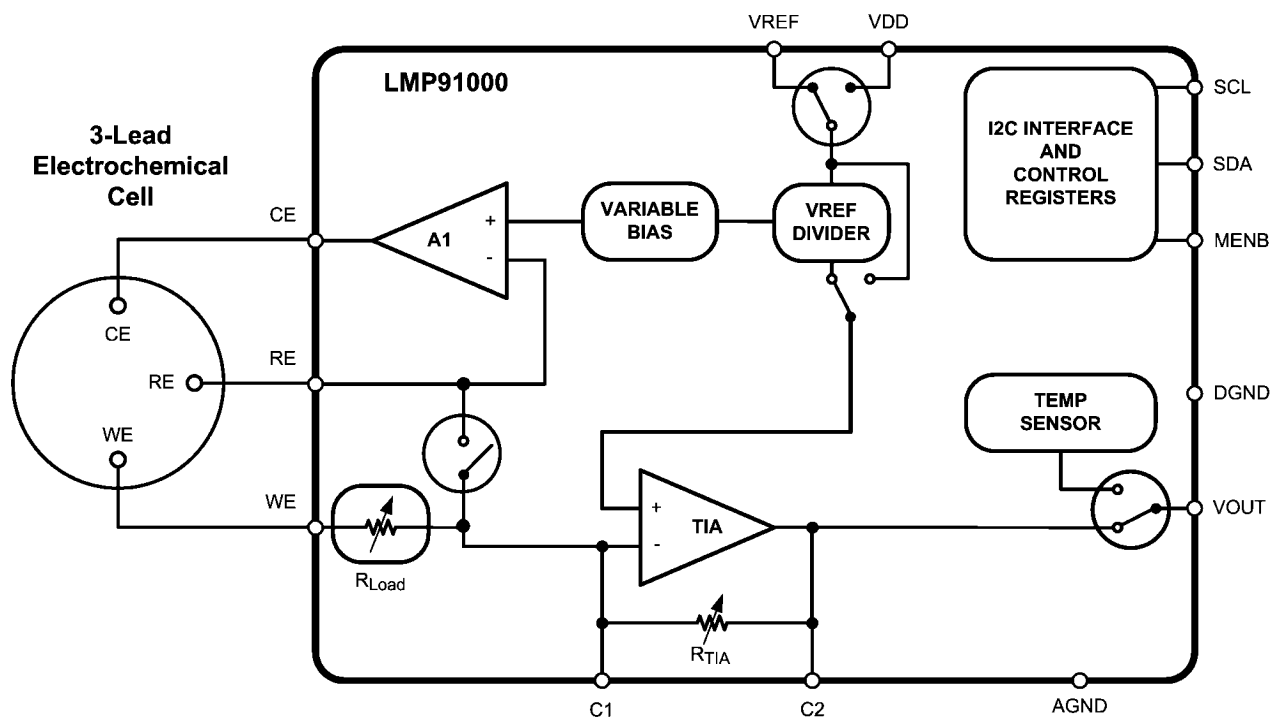 VREF
VDD
LMP91000
3-Lead
Electrochemical
Cell
I2C INTERFACE
AND
CONTROL
REGISTERS
SCL
SDA
MENB
CE
A1
+
-
VARIABLE
BIAS
VREF
DIVIDER
CE
RE
RE
WE
TEMP
SENSOR
DGND
WE
RLoad
+
-
TIA
VOUT
RTIA
C1
C2
AGND